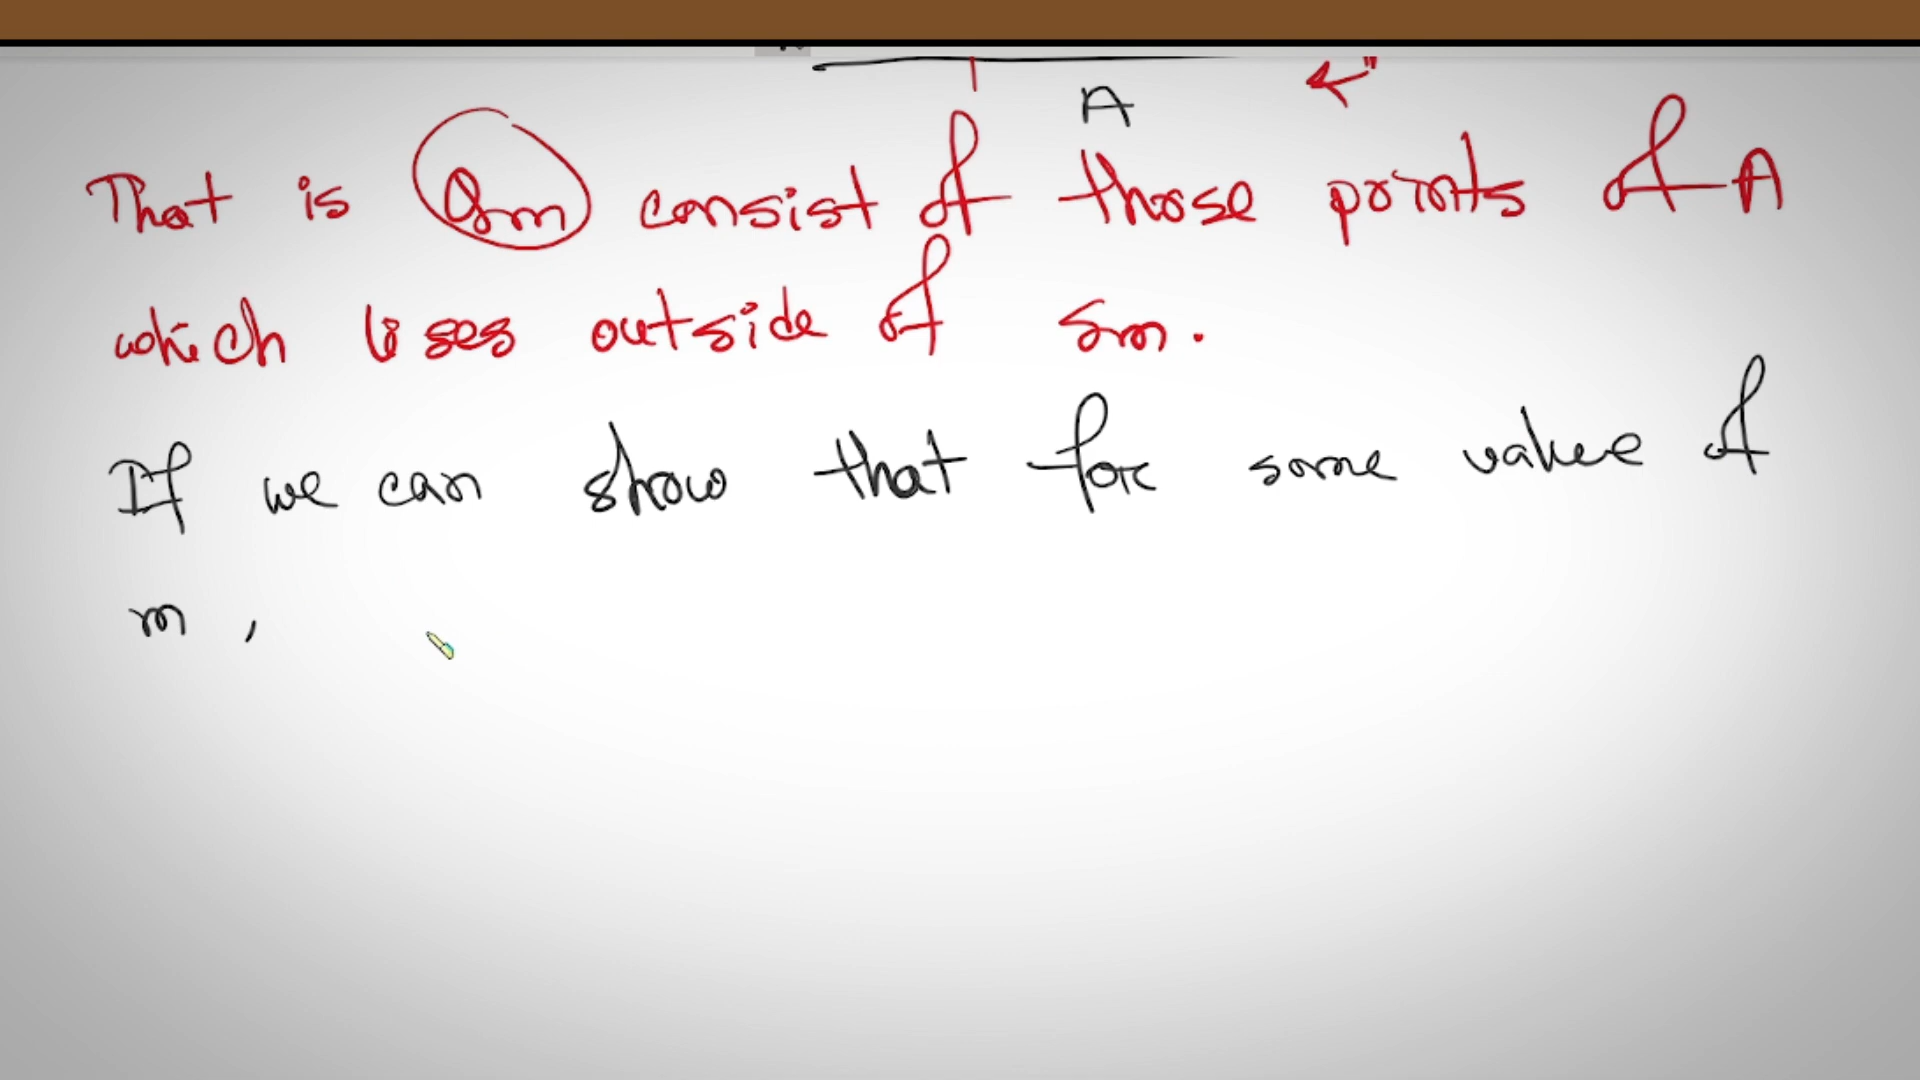 A
That is Qm consist of those points of A
which lises outside of Sm.
If we can show that for some value of
m ,